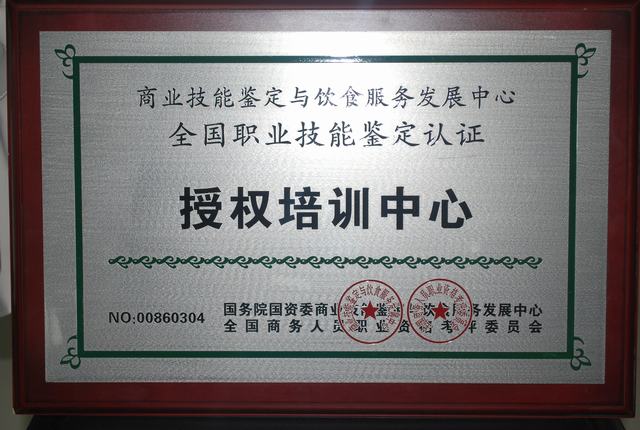 商业技能鉴定与饮食服务发展中心
全国职业技能鉴定认证
授权培训中心
NO:00860304
国务院国资委商业技能鉴定与饮食服务发展中心
全国商务人员职业资格考评委员会